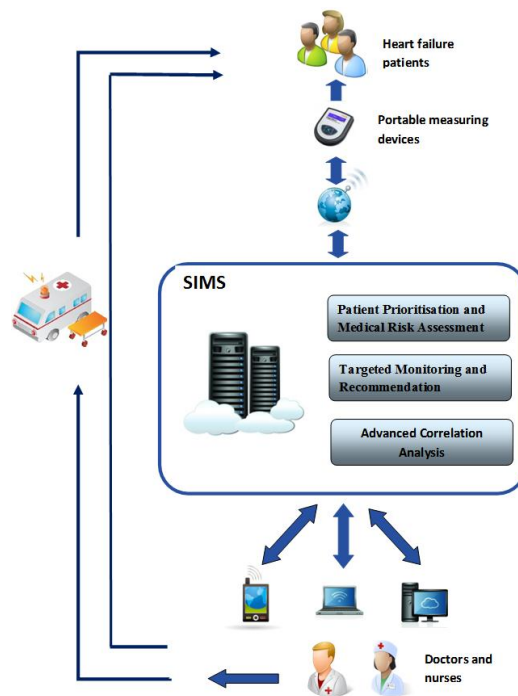 Heart failure
patients
Portable measuring
devices
SIMS
Patient Prioritisation and
Medical Risk Assessment
Targeted Monitoring and
Recommendation
Advanced Correlation
Analysis
Doctors and
nurses